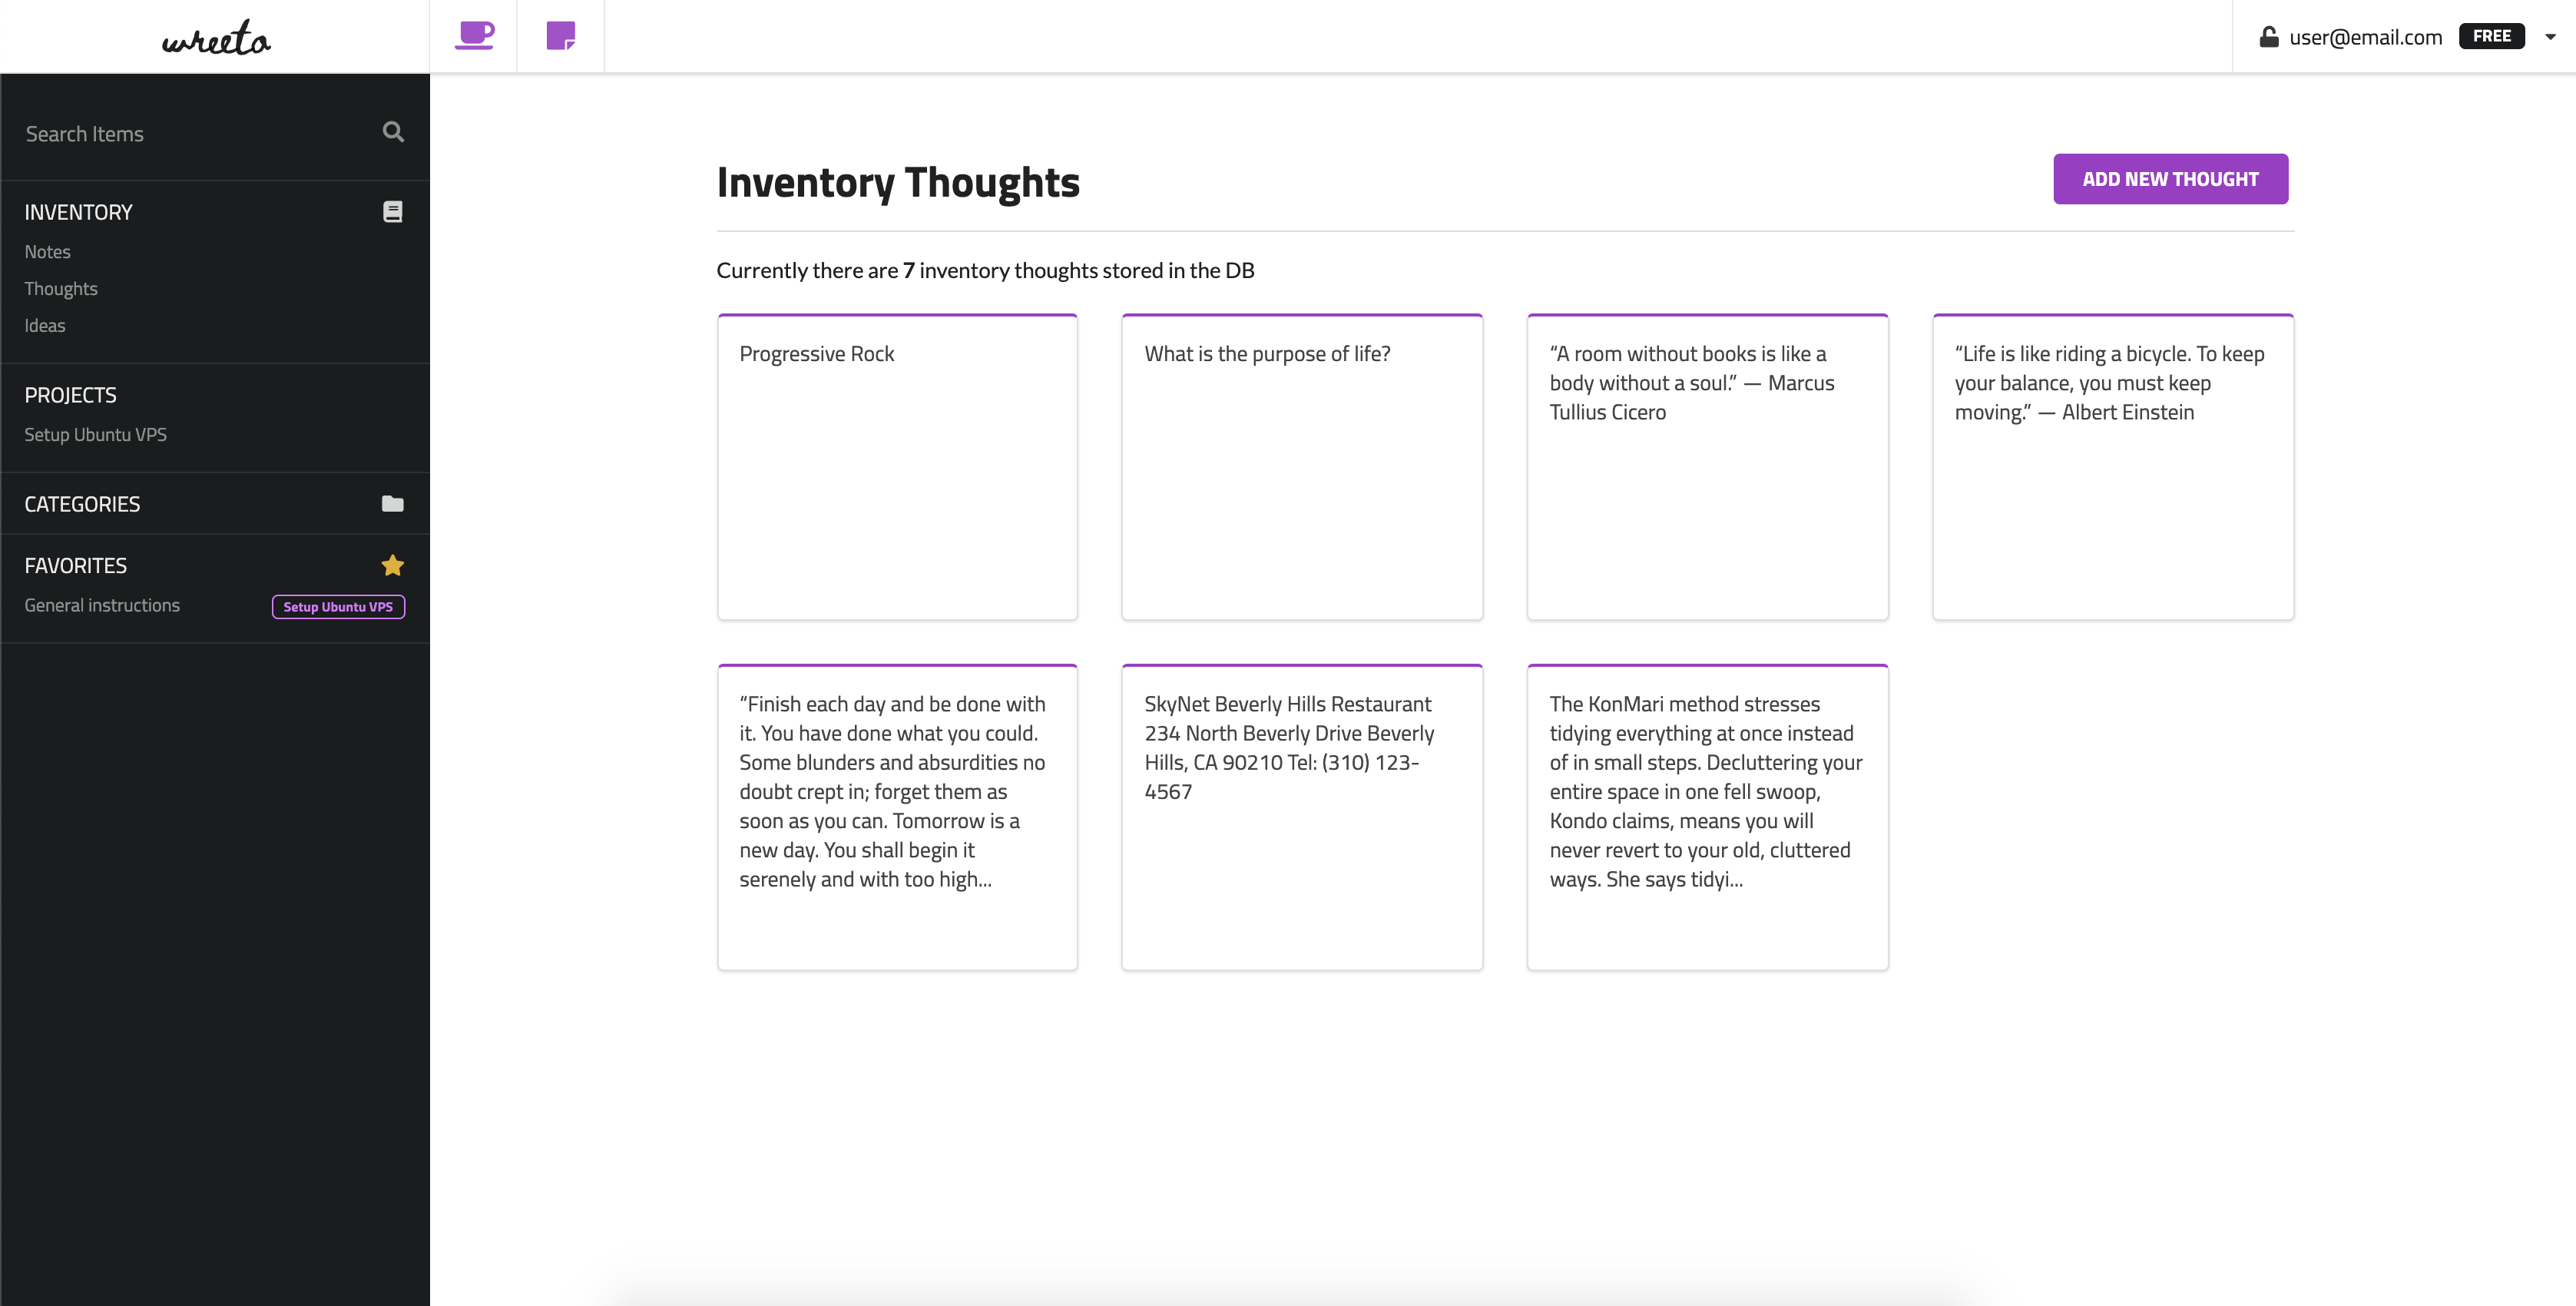 wreeto
user@email.com FREE
Search Items
INVENTORY
Notes
Thoughts
Ideas
PROJECTS
Setup Ubuntu VPS
CATEGORIES
FAVORITES
General instructions Setup Ubuntu VPS
Inventory Thoughts
ADD NEW THOUGHT
Currently there are 7 inventory thoughts stored in the DB
Progressive Rock
What is the purpose of life?
“A room without books is like a
body without a soul.” — Marcus
Tullius Cicero
“Life is like riding a bicycle. To keep
your balance, you must keep
moving.” — Albert Einstein
“Finish each day and be done with
it. You have done what you could.
Some blunders and absurdities no
doubt crept in; forget them as
soon as you can. Tomorrow is a
new day. You shall begin it
serenely and with too high...
SkyNet Beverly Hills Restaurant
234 North Beverly Drive Beverly
Hills, CA 90210 Tel: (310) 123-
4567
The KonMari method stresses
tidying everything at once instead
of in small steps. Decluttering your
entire space in one fell swoop,
Kondo claims, means you will
never revert to your old, cluttered
ways. She says tidyi...